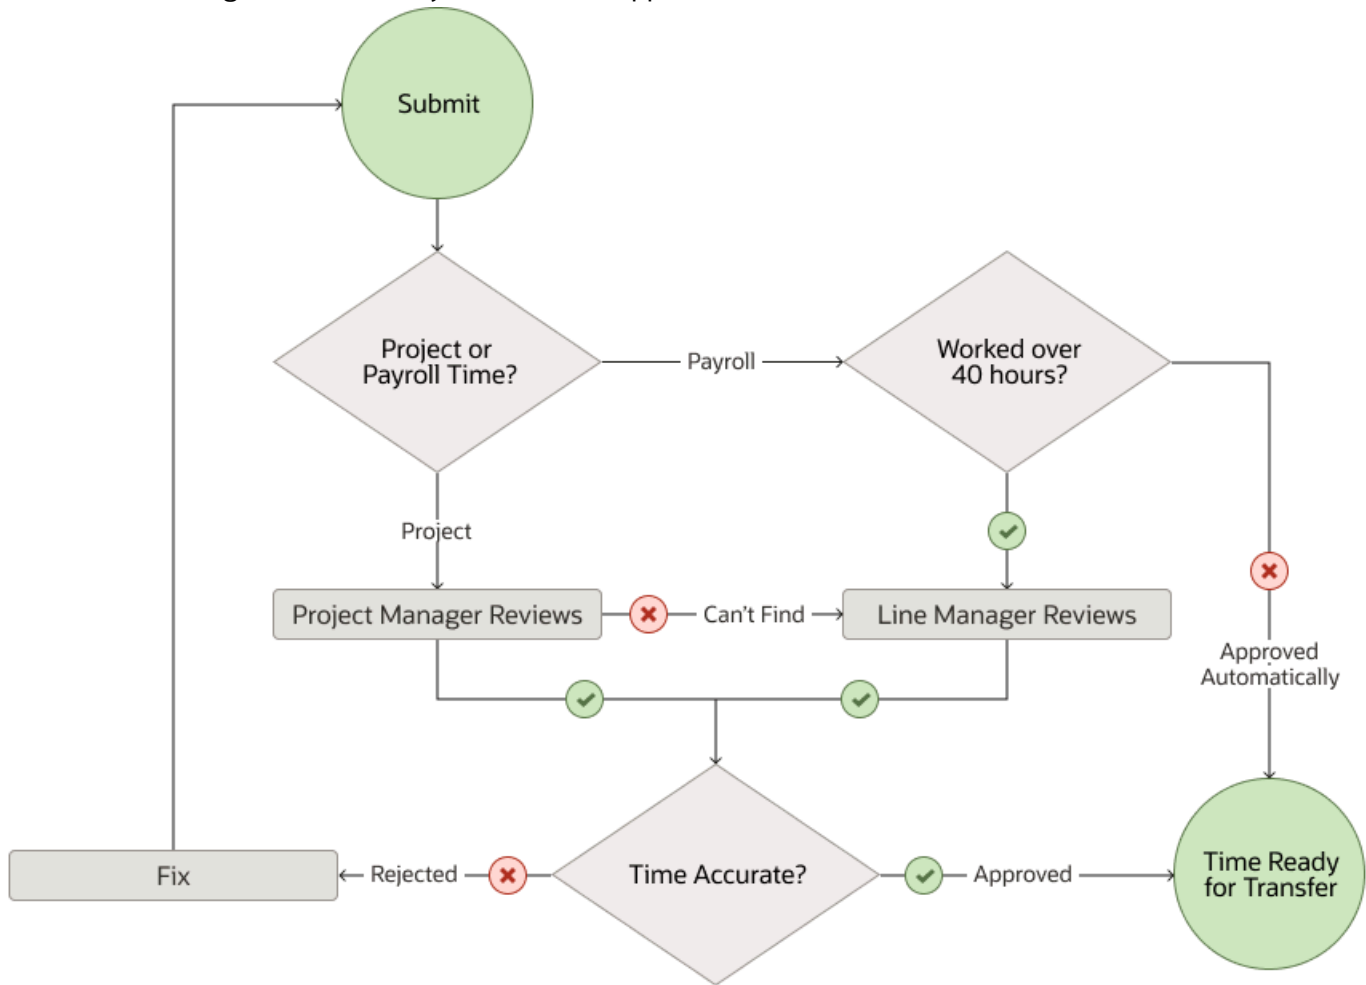 Submit
Project or
Payroll Time?
Payroll
Worked over
40 hours?
Project
Project Manager Reviews
Can't Find
Line Manager Reviews
Approved
Automatically
Fix
Rejected
Time Accurate?
Approved
Time Ready
for Transfer